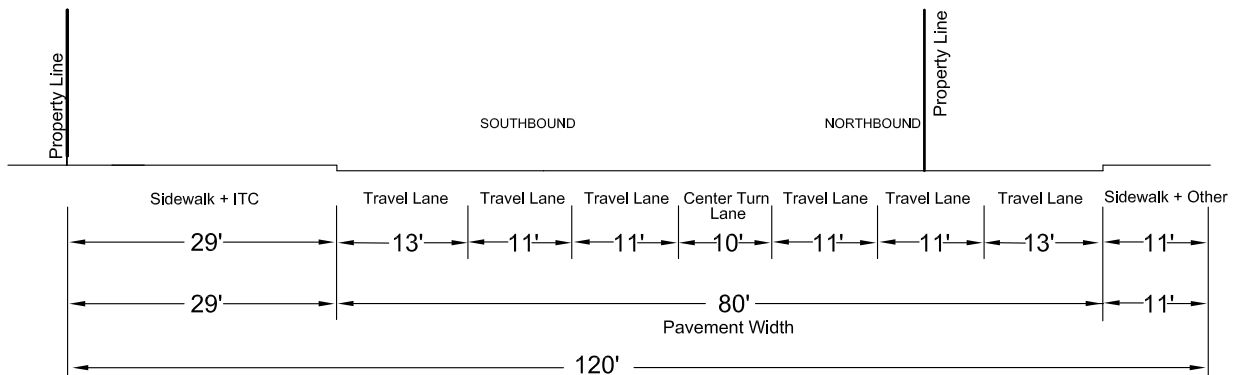 Property Line
Property Line
SOUTHBOUND
NORTHBOUND
Sidewalk + ITC
Travel Lane
Travel Lane
Travel Lane
Center Turn
Lane
Travel Lane
Travel Lane
Travel Lane
Sidewalk + Other
29'
13'
11'
11'
10'
11'
11'
13'
11'
29'
80'
11'
Pavement Width
120'